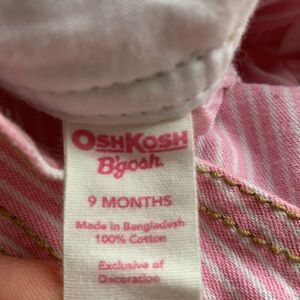 OSHKOSH
B'gosh.
9 MONTHS
Made in Bangladesh
100% Cotton
Exclusive of
Decoration